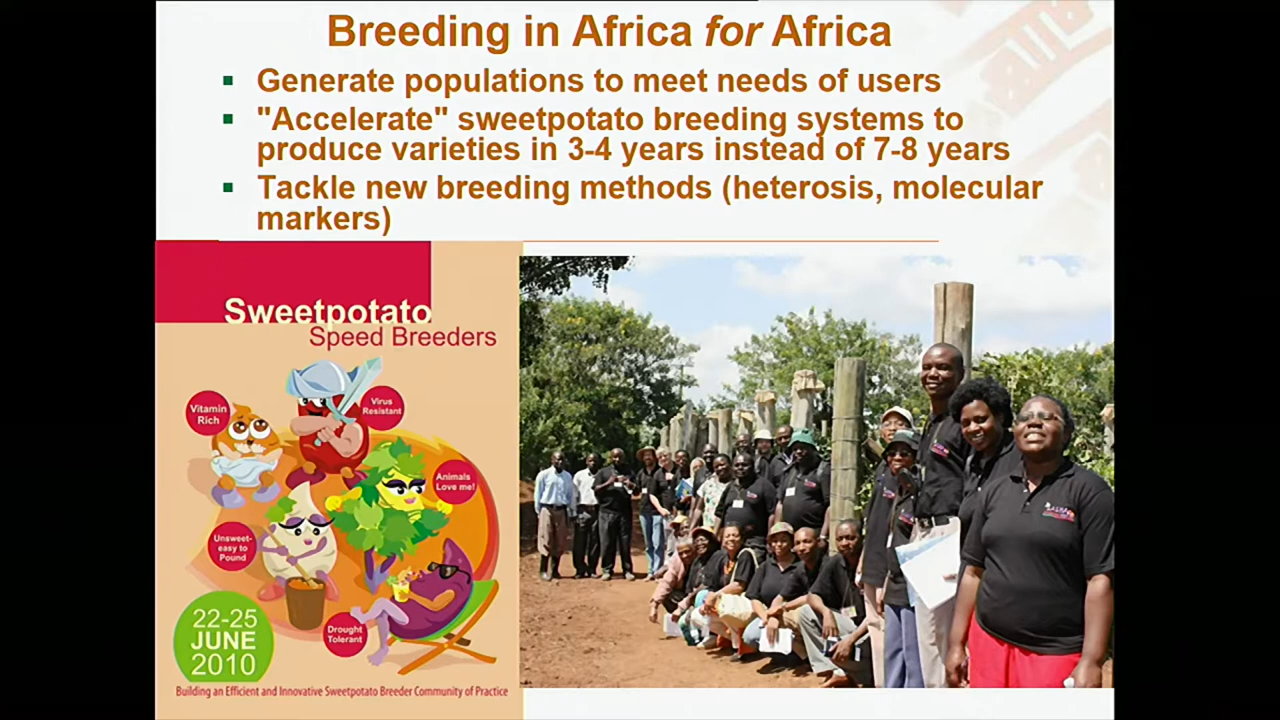 Breeding in Africa for Africa
Generate populations to meet needs of users
"Accelerate" sweetpotato breeding systems to
produce varieties in 3-4 years instead of 7-8 years
Tackle new breeding methods (heterosis, molecular
markers)
Sweetpotato
Speed Breeders
Vitamin
Rich
Virus
Resistant
Animals
Love me!
Unsweet-
easy to
Pound
Drought
Tolerant
22-25
JUNE
2010
Building an Efficient and Innovative Sweetpotato Breeder Community of Practice